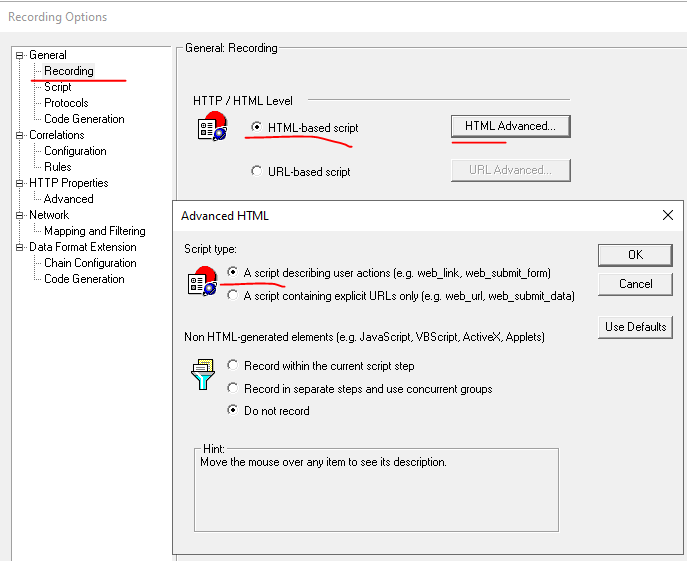 Recording Options
General
Recording
Script
Protocols
Code Generation
Correlations
Configuration
Rules
HTTP Properties
Advanced
Network
Mapping and Filtering
Data Format Extension
Chain Configuration
Code Generation
General: Recording
HTTP / HTML Level
HTML-based script
HTML Advanced...
URL-based script
URL Advanced...
Advanced HTML
Script type:
A script describing user actions (e.g. web_link, web_submit_form)
A script containing explicit URLs only (e.g. web_url, web_submit_data)
OK
Cancel
Use Defaults
Non HTML-generated elements (e.g. JavaScript, VBScript, ActiveX, Applets)
Record within the current script step
Record in separate steps and use concurrent groups
Do not record
Hint:
Move the mouse over any item to see its description.